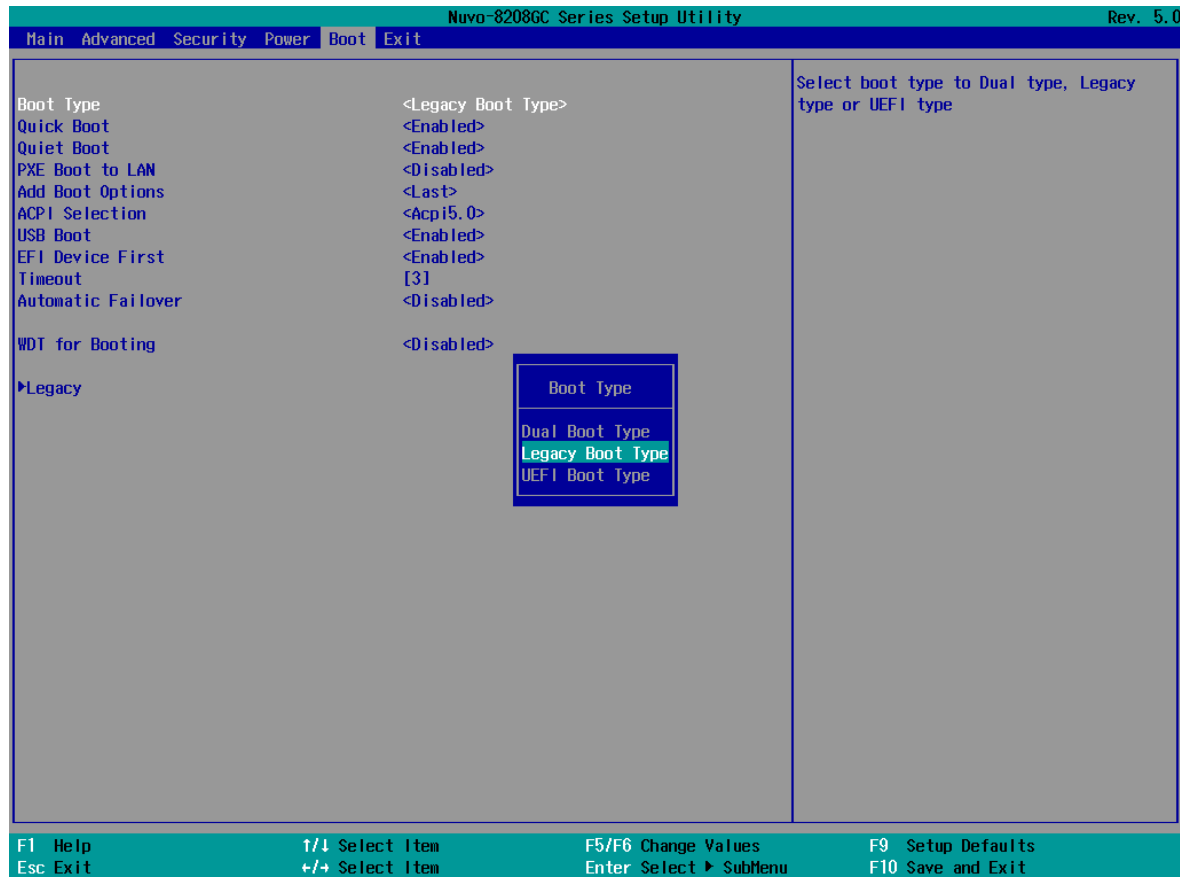 Nuvo-8208GC Series Setup Utility Rev. 5.0
Main Advanced Security Power Boot Exit
Select boot type to Dual type, Legacy
type or UEFI type
Boot Type <Legacy Boot Type>
Quick Boot <Enabled>
Quiet Boot <Enabled>
PXE Boot to LAN <Disabled>
Add Boot Options <Last>
ACPI Selection <Acpi5.0>
USB Boot <Enabled>
EFI Device First <Enabled>
Timeout [3]
Automatic Failover <Disabled>
WDT for Booting <Disabled>
▶Legacy
Boot Type
Dual Boot Type
Legacy Boot Type
UEFI Boot Type
F1 Help ↑/↓ Select Item F5/F6 Change Values F9 Setup Defaults
Esc Exit ←/→ Select Item Enter Select ▶ SubMenu F10 Save and Exit